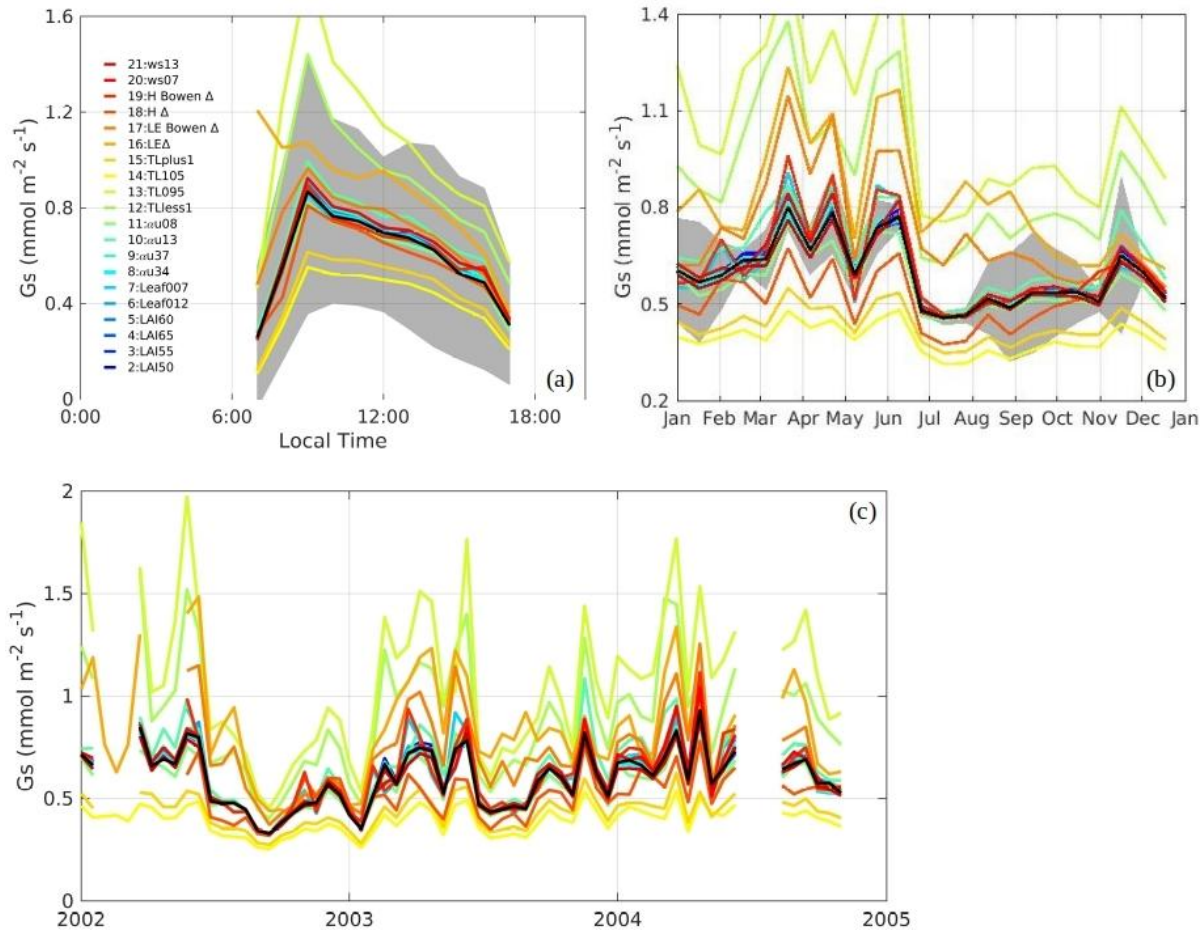 1.6
1.2
0.8
0.4
0
Gs (mmol m⁻² s⁻¹)
21:ws13
20:ws07
19:H Bowen Δ
18:H Δ
17:LE Bowen Δ
16:LEΔ
15:TLplus1
14:TL105
13:TL095
12:TLless1
11:αu08
10:αu13
9:αu37
8:αu34
7:Leaf007
6:Leaf012
5:LAI60
4:LAI65
3:LAI55
2:LAI50
(a)
0:00 6:00 12:00 18:00
Local Time
1.4
1.1
0.8
0.5
0.2
Gs (mmol m⁻² s⁻¹)
(b)
Jan Feb Mar Apr May Jun Jul Aug Sep Oct Nov Dec Jan
2
1.5
1
0.5
0
Gs (mmol m⁻² s⁻¹)
(c)
2002 2003 2004 2005